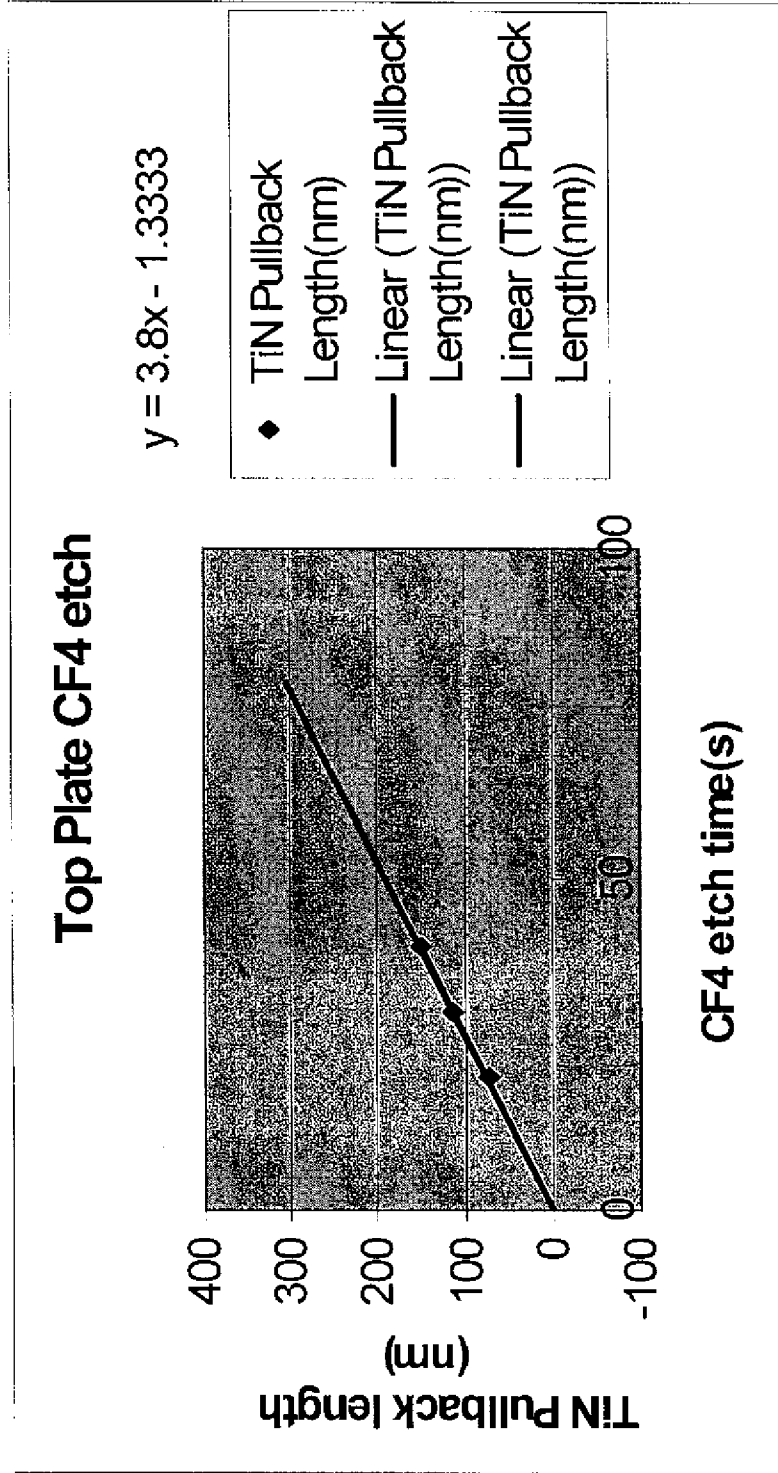 Top Plate CF4 etch
y = 3.8x - 1.3333
TiN Pullback length
(nm)
400
300
200
100
0
-100
0
50
100
CF4 etch time(s)
TiN Pullback
Length(nm)
Linear (TiN Pullback
Length(nm))
Linear (TiN Pullback
Length(nm))